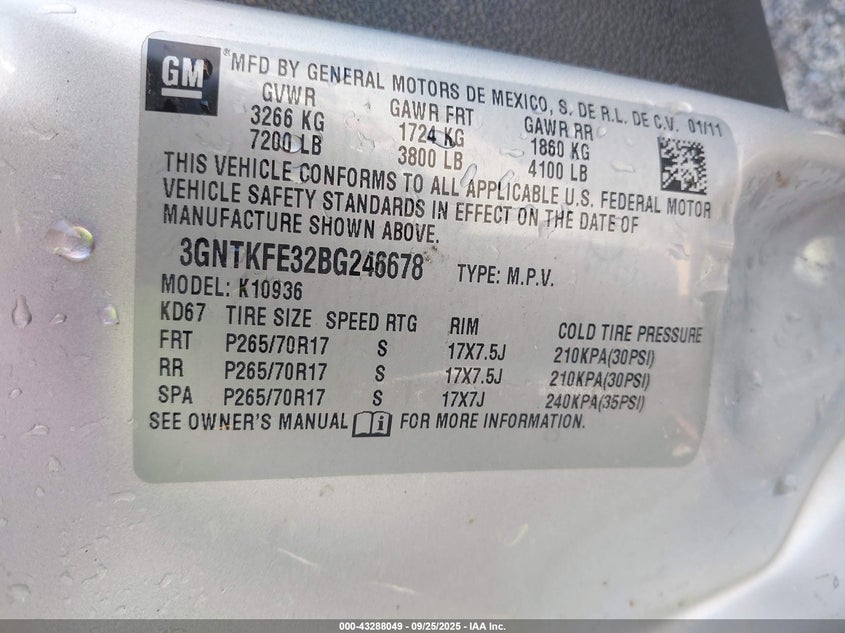 GM
*MFD BY GENERAL MOTORS DE MEXICO, S. DE R.L. DE C.V. 01/11
GVWR GAWR FRT GAWR RR
3266 KG 1724 KG 1860 KG
7200 LB 3800 LB 4100 LB
THIS VEHICLE CONFORMS TO ALL APPLICABLE U.S. FEDERAL MOTOR
VEHICLE SAFETY STANDARDS IN EFFECT ON THE DATE OF
MANUFACTURE SHOWN ABOVE.
3GNTKFE32BG246678 TYPE: M.P.V.
MODEL: K10936
KD67 TIRE SIZE SPEED RTG RIM COLD TIRE PRESSURE
FRT P265/70R17 S 17X7.5J 210KPA(30PSI)
RR P265/70R17 S 17X7.5J 210KPA(30PSI)
SPA P265/70R17 S 17X7J 240KPA(35PSI)
SEE OWNER'S MANUAL FOR MORE INFORMATION.
000-43288049 - 09/25/2025 - IAA Inc.